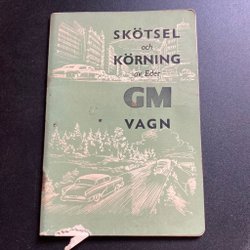 SKÖTSEL
och
KÖRNING
av Eder
GM
VAGN